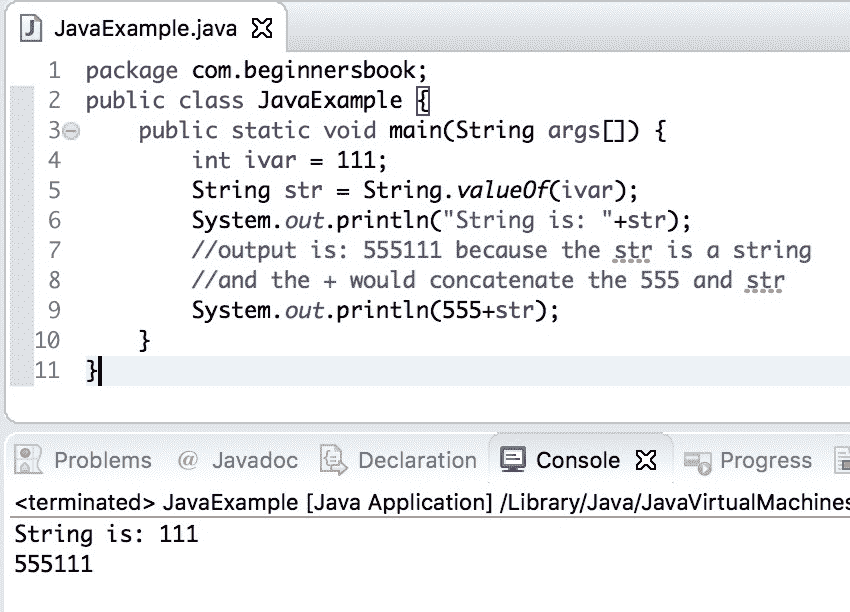 JavaExample.java
1 package com.beginnersbook;
2 public class JavaExample {
3 public static void main(String args[]) {
4 int ivar = 111;
5 String str = String.valueOf(ivar);
6 System.out.println("String is: "+str);
7 //output is: 555111 because the str is a string
8 //and the + would concatenate the 555 and str
9 System.out.println(555+str);
10 }
11 }
Problems @ Javadoc Declaration Console Progress
<terminated> JavaExample [Java Application] /Library/Java/JavaVirtualMachines
String is: 111
555111